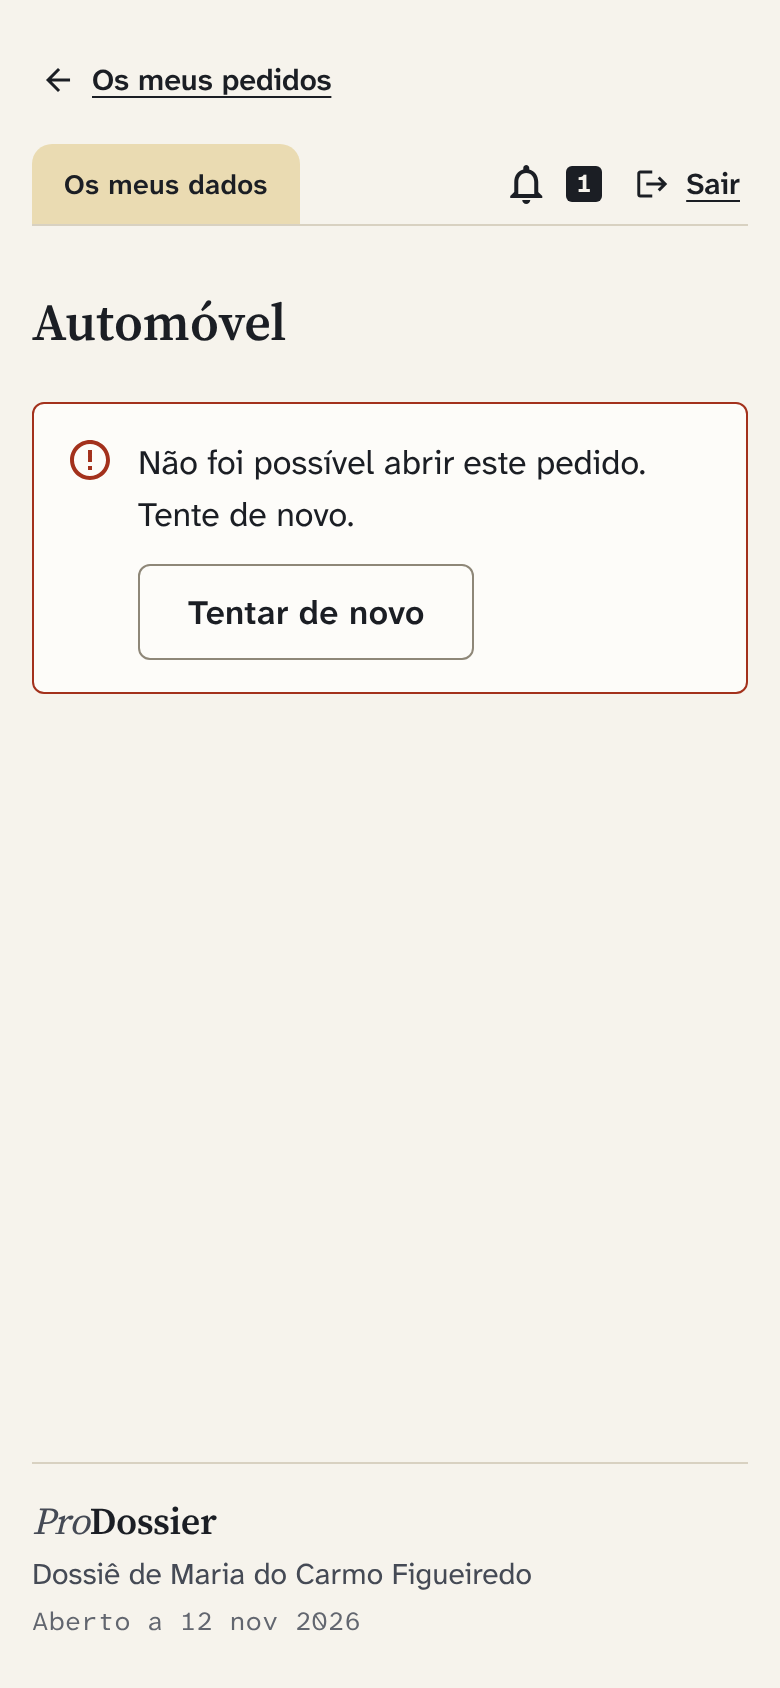 Os meus pedidos
Os meus dados
1
Sair
Automóvel
Não foi possível abrir este pedido.
Tente de novo.
Tentar de novo
ProDossier
Dossiê de Maria do Carmo Figueiredo
Aberto a 12 nov 2026